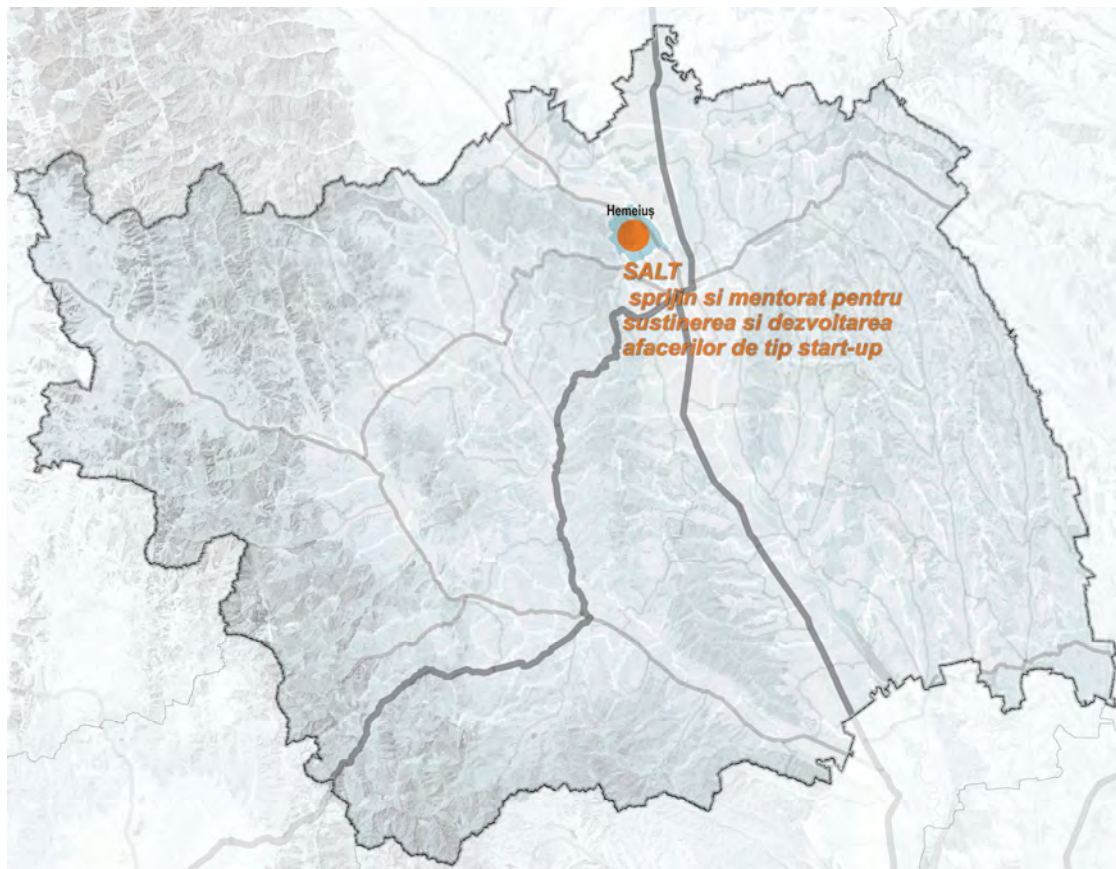 Hemeiuș
SALT
sprijin si mentorat pentru
sustinerea si dezvoltarea
afacerilor de tip start-up